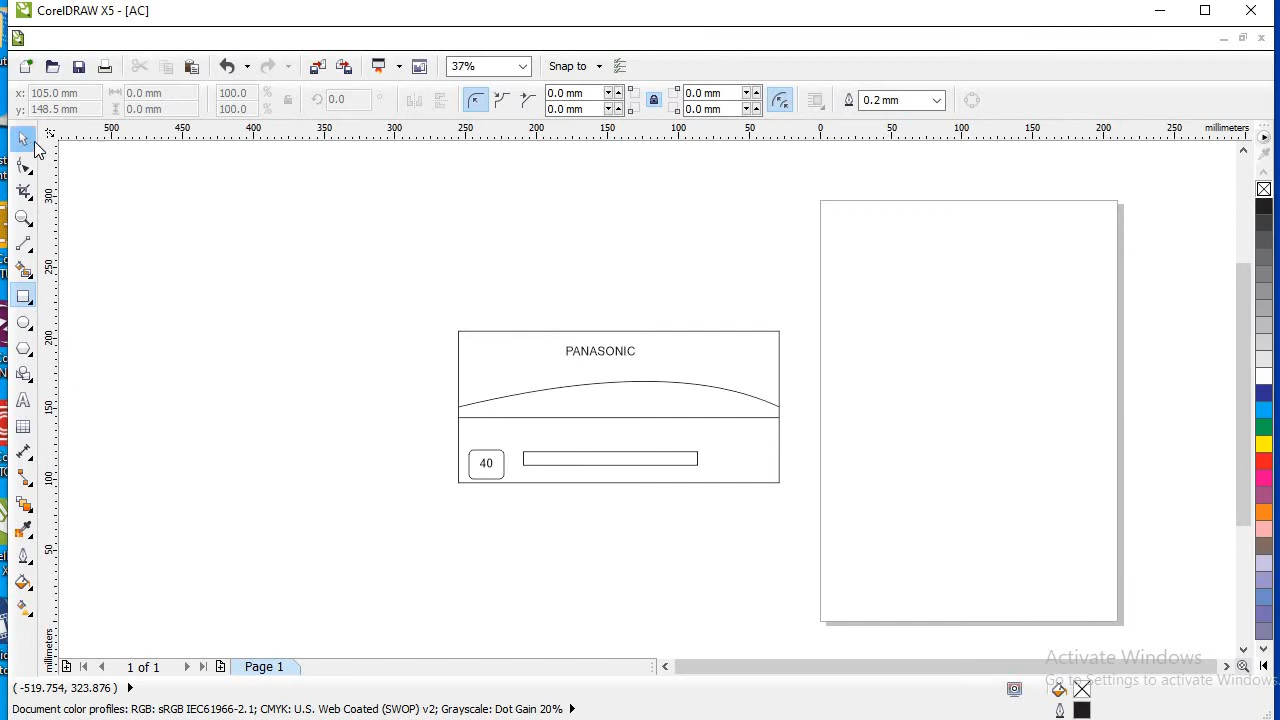 CorelDRAW X5 - [AC]
37%
Snap to
x: 105.0 mm 0.0 mm 100.0 %
y: 148.5 mm 0.0 mm 100.0 %
0.0 °
0.0 mm 0.0 mm
0.0 mm 0.0 mm
0.2 mm
500 450 400 350 300 250 200 150 100 50 0 50 100 150 200 250 millimeters
300
250
200
150
100
50
millimeters
PANASONIC
40
1 of 1
Page 1
Activate Windows
Go to Settings to activate Windows.
( -519.754, 323.876 )
Document color profiles: RGB: sRGB IEC61966-2.1; CMYK: U.S. Web Coated (SWOP) v2; Grayscale: Dot Gain 20%